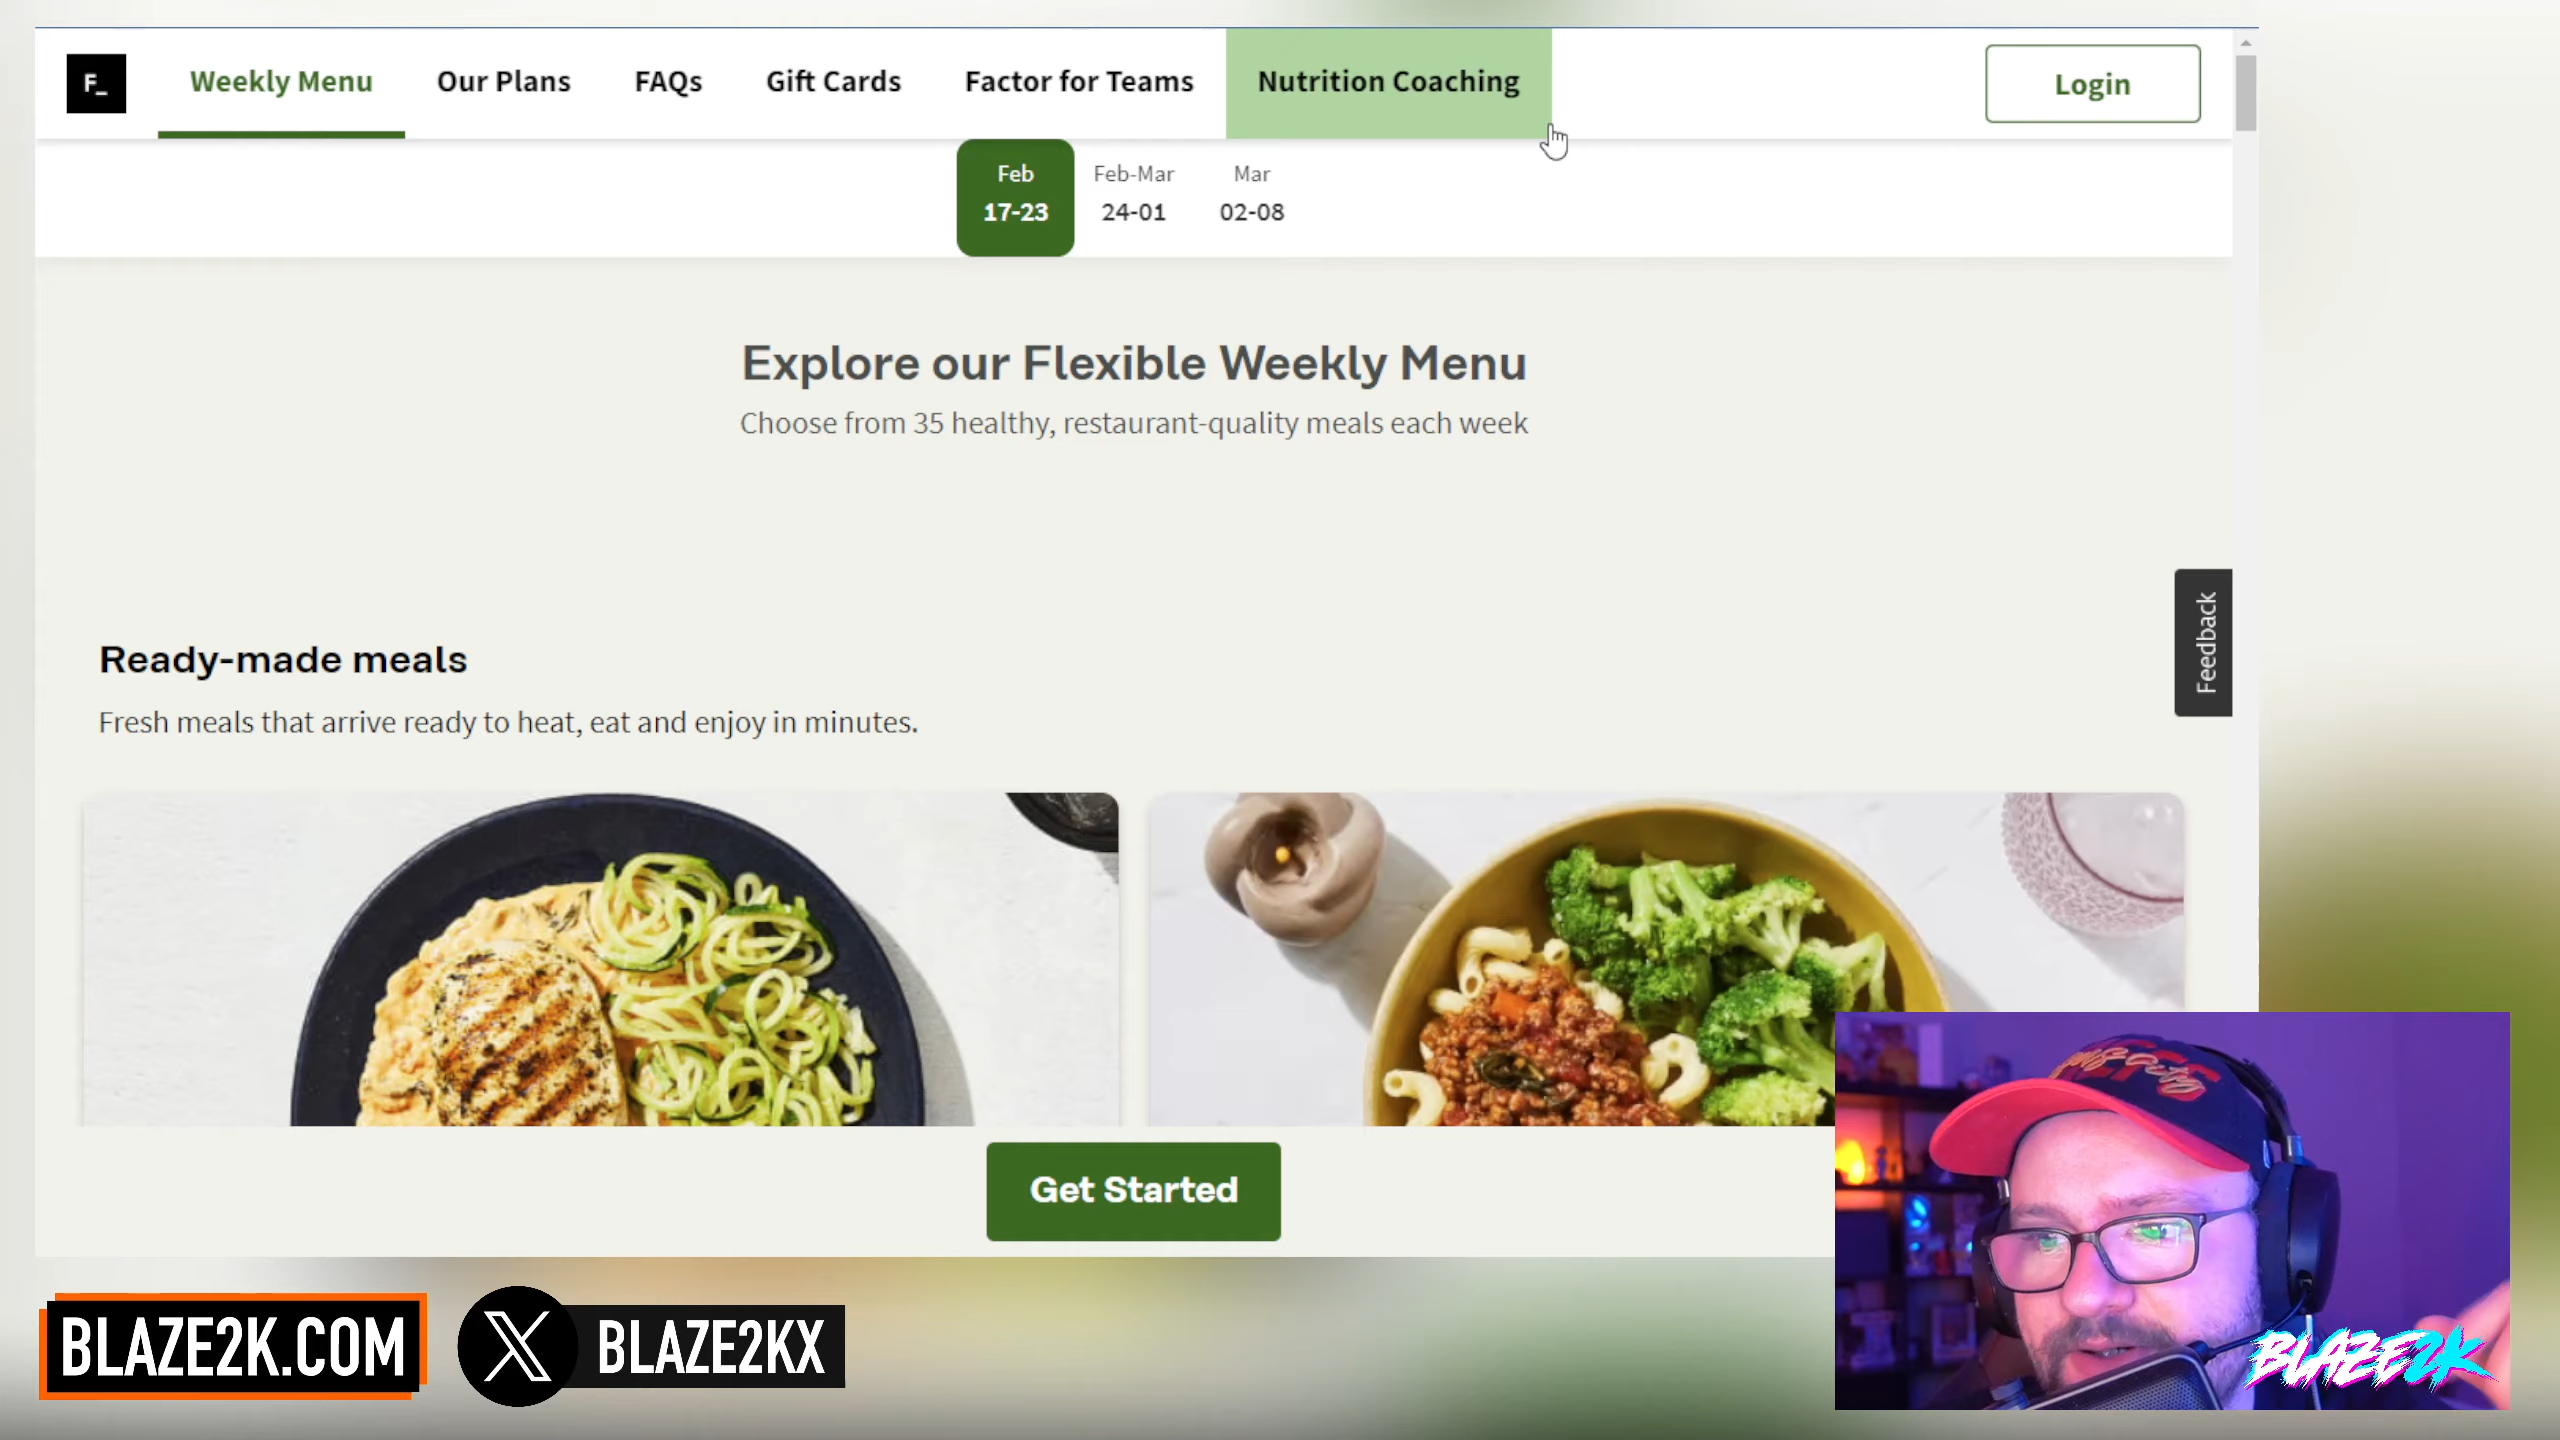 F_
Weekly Menu
Our Plans
FAQs
Gift Cards
Factor for Teams
Nutrition Coaching
Login
Feb
17-23
Feb-Mar
24-01
Mar
02-08
Explore our Flexible Weekly Menu
Choose from 35 healthy, restaurant-quality meals each week
Feedback
Ready-made meals
Fresh meals that arrive ready to heat, eat and enjoy in minutes.
Get Started
BLAZE2K.COM
X
BLAZE2KX
BLAZE2K